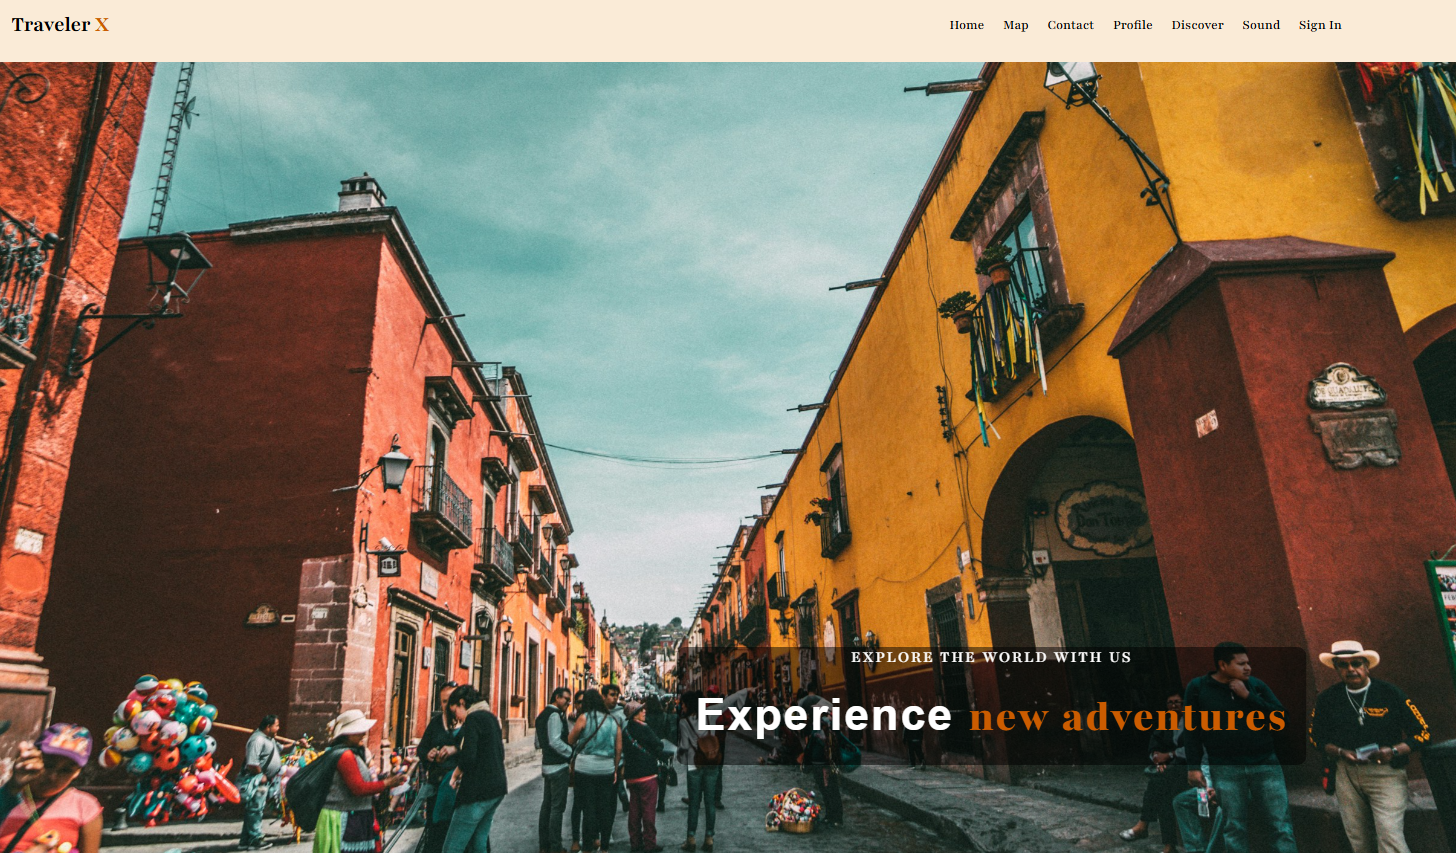 Traveler X
Home Map Contact Profile Discover Sound Sign In
EXPLORE THE WORLD WITH US
Experience new adventures